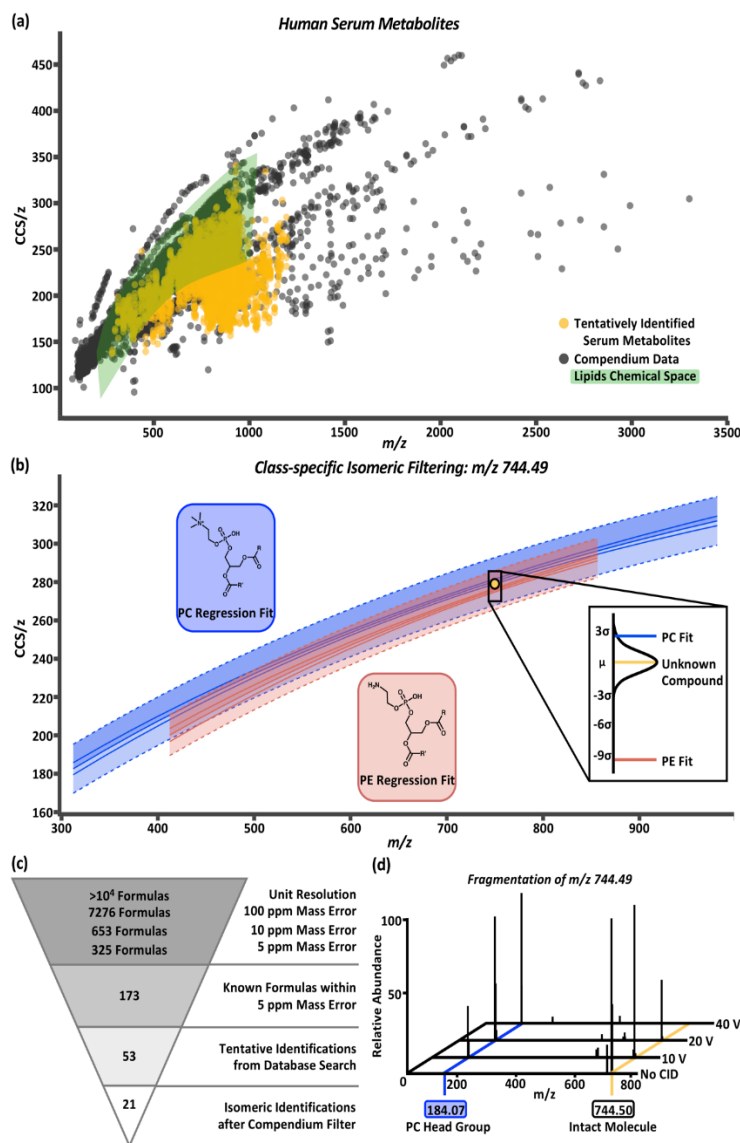 (a)
Human Serum Metabolites
CCS/z
450
400
350
300
250
200
150
100
500
1000
1500
2000
2500
3000
3500
m/z
Tentatively Identified
Serum Metabolites
Compendium Data
Lipids Chemical Space
(b)
Class-specific Isomeric Filtering: m/z 744.49
CCS/z
320
300
280
260
240
220
200
180
160
300
400
500
600
700
800
900
m/z
N⁺
O
O
P
OH
O
O
R
O
O
R'
O
PC Regression Fit
H₂N
O
O
P
OH
O
O
R
O
O
R'
O
PE Regression Fit
3σ
μ
-3σ
-6σ
-9σ
PC Fit
Unknown
Compound
PE Fit
(c)
>10⁴ Formulas
7276 Formulas
653 Formulas
325 Formulas
Unit Resolution
100 ppm Mass Error
10 ppm Mass Error
5 ppm Mass Error
173
Known Formulas within
5 ppm Mass Error
53
Tentative Identifications
from Database Search
21
Isomeric Identifications
after Compendium Filter
(d)
Fragmentation of m/z 744.49
Relative Abundance
100
50
0
200
400
600
800
m/z
40 V
20 V
10 V
No CID
184.07
PC Head Group
744.50
Intact Molecule